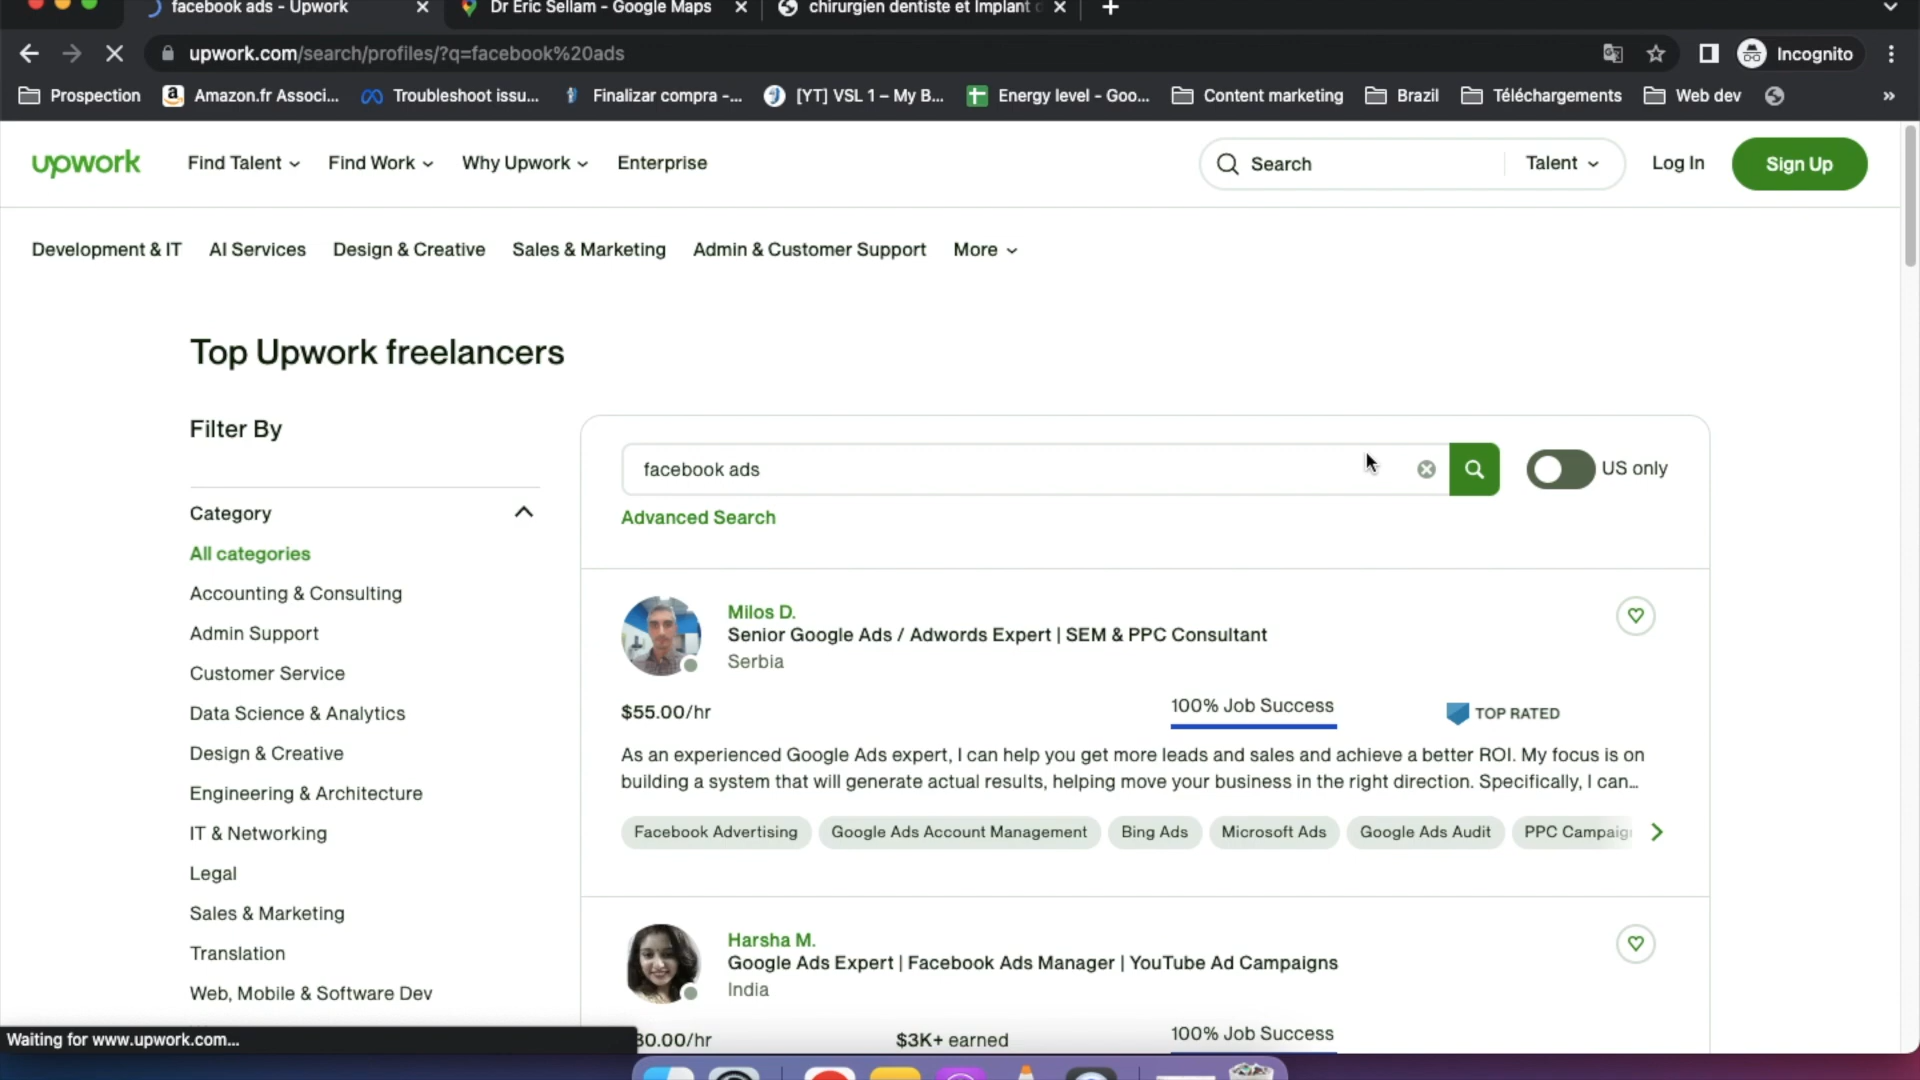 facebook ads - Upwork
Dr Eric Sellam - Google Maps
chirurgien dentiste et Implant d
upwork.com/search/profiles/?q=facebook%20ads
Incognito
Prospection
Amazon.fr Associ...
Troubleshoot issu...
Finalizar compra -...
[YT] VSL 1 – My B...
Energy level - Goo...
Content marketing
Brazil
Téléchargements
Web dev
»
upwork
Find Talent
Find Work
Why Upwork
Enterprise
Search
Talent
Log In
Sign Up
Development & IT
AI Services
Design & Creative
Sales & Marketing
Admin & Customer Support
More
Top Upwork freelancers
Filter By
facebook ads
US only
Advanced Search
Category
All categories
Accounting & Consulting
Admin Support
Customer Service
Data Science & Analytics
Design & Creative
Engineering & Architecture
IT & Networking
Legal
Sales & Marketing
Translation
Web, Mobile & Software Dev
Milos D.
Senior Google Ads / Adwords Expert | SEM & PPC Consultant
Serbia
$55.00/hr
100% Job Success
TOP RATED
As an experienced Google Ads expert, I can help you get more leads and sales and achieve a better ROI. My focus is on
building a system that will generate actual results, helping move your business in the right direction. Specifically, I can...
Facebook Advertising
Google Ads Account Management
Bing Ads
Microsoft Ads
Google Ads Audit
PPC Campaig
Harsha M.
Google Ads Expert | Facebook Ads Manager | YouTube Ad Campaigns
India
30.00/hr
$3K+ earned
100% Job Success
Waiting for www.upwork.com...